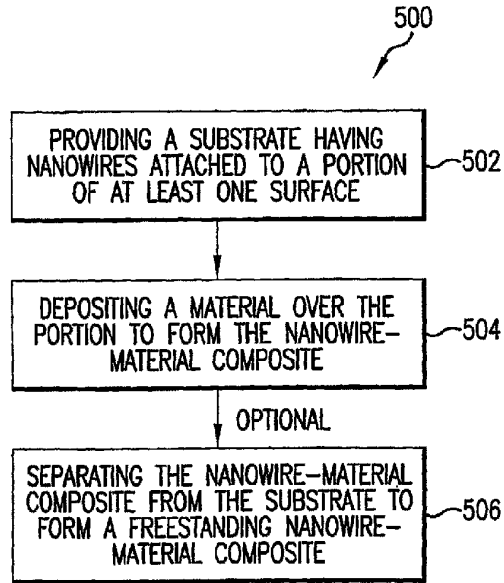 500
PROVIDING A SUBSTRATE HAVING
NANOWIRES ATTACHED TO A PORTION
OF AT LEAST ONE SURFACE
502
DEPOSITING A MATERIAL OVER THE
PORTION TO FORM THE NANOWIRE-
MATERIAL COMPOSITE
504
OPTIONAL
SEPARATING THE NANOWIRE-MATERIAL
COMPOSITE FROM THE SUBSTRATE TO
FORM A FREESTANDING NANOWIRE-
MATERIAL COMPOSITE
506